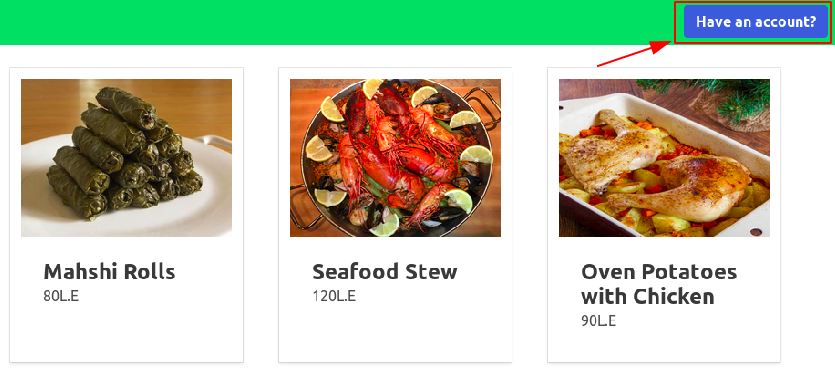 Have an account?
Mahshi Rolls
80L.E
Seafood Stew
120L.E
Oven Potatoes
with Chicken
90L.E